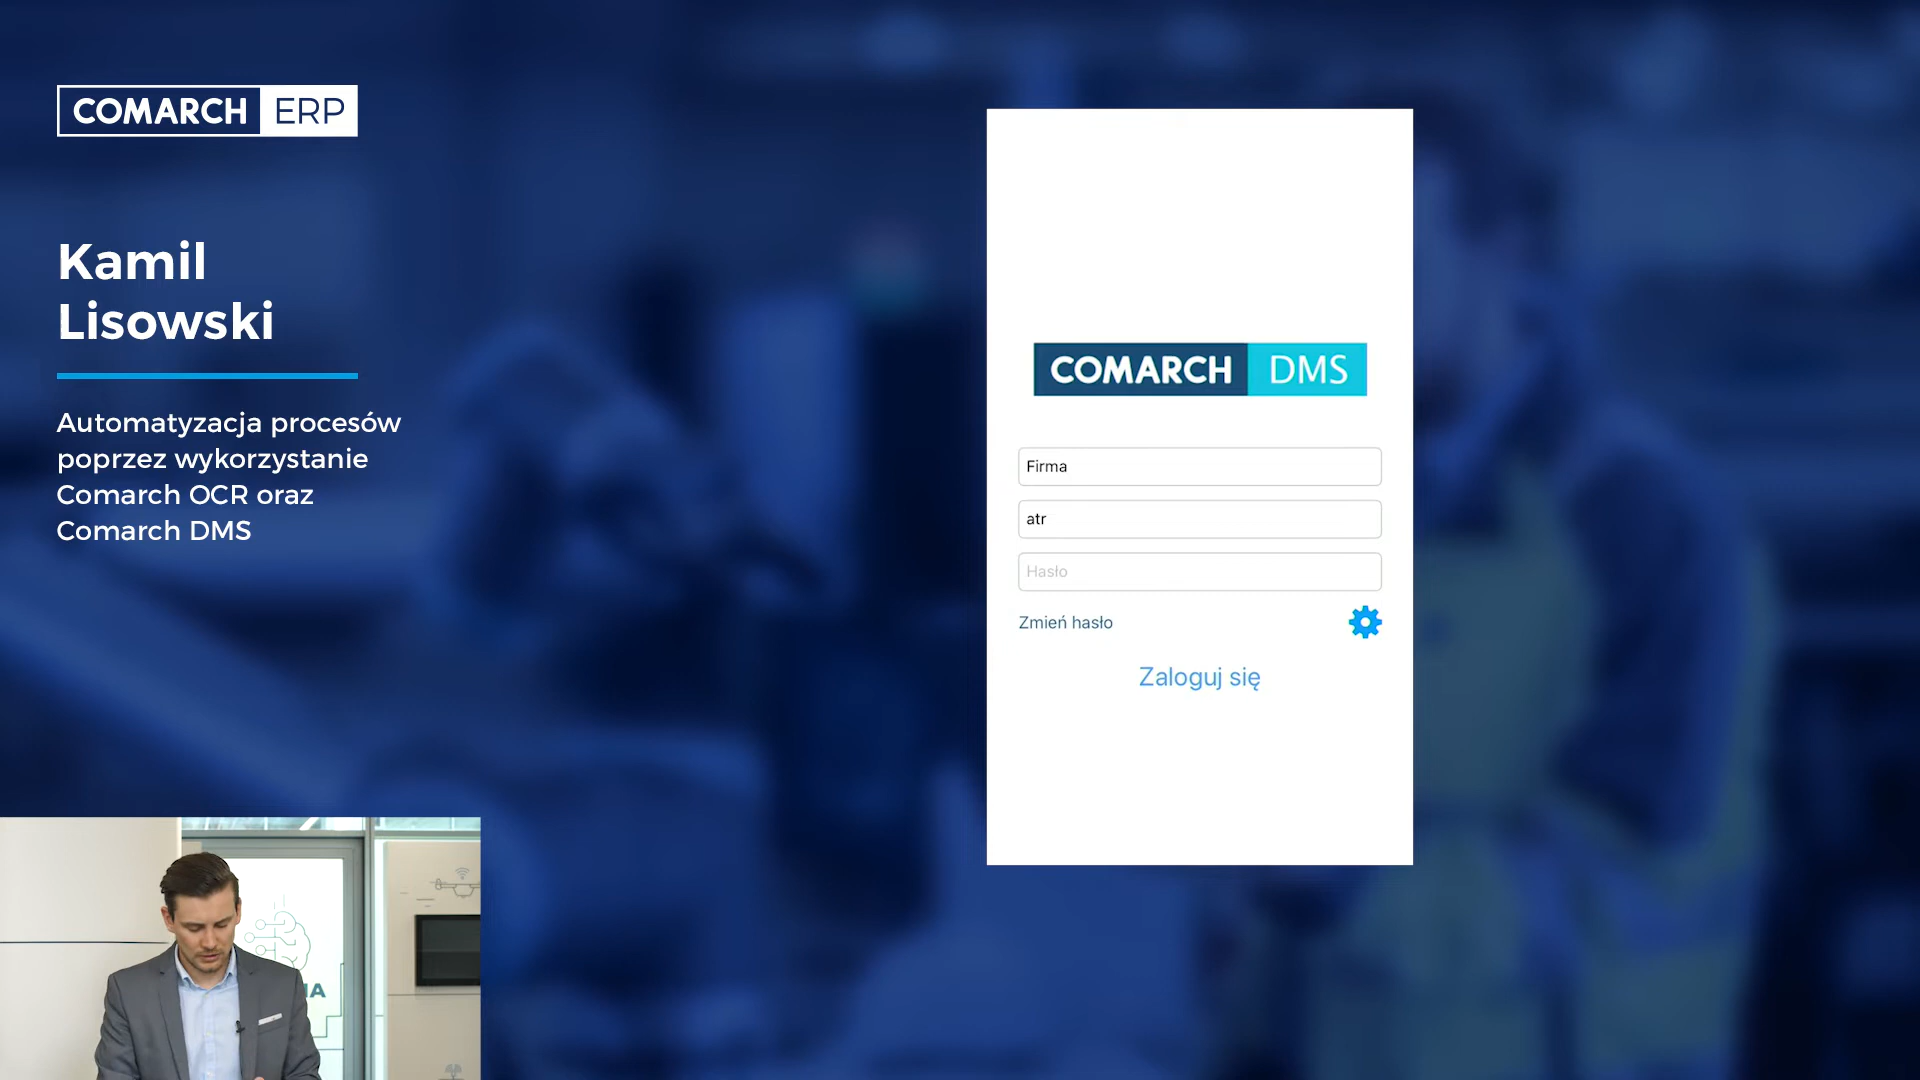 COMARCH ERP
Kamil
Lisowski
Automatyzacja procesów
poprzez wykorzystanie
Comarch OCR oraz
Comarch DMS
COMARCH DMS
Firma
atr
Hasło
Zmień hasło
Zaloguj się